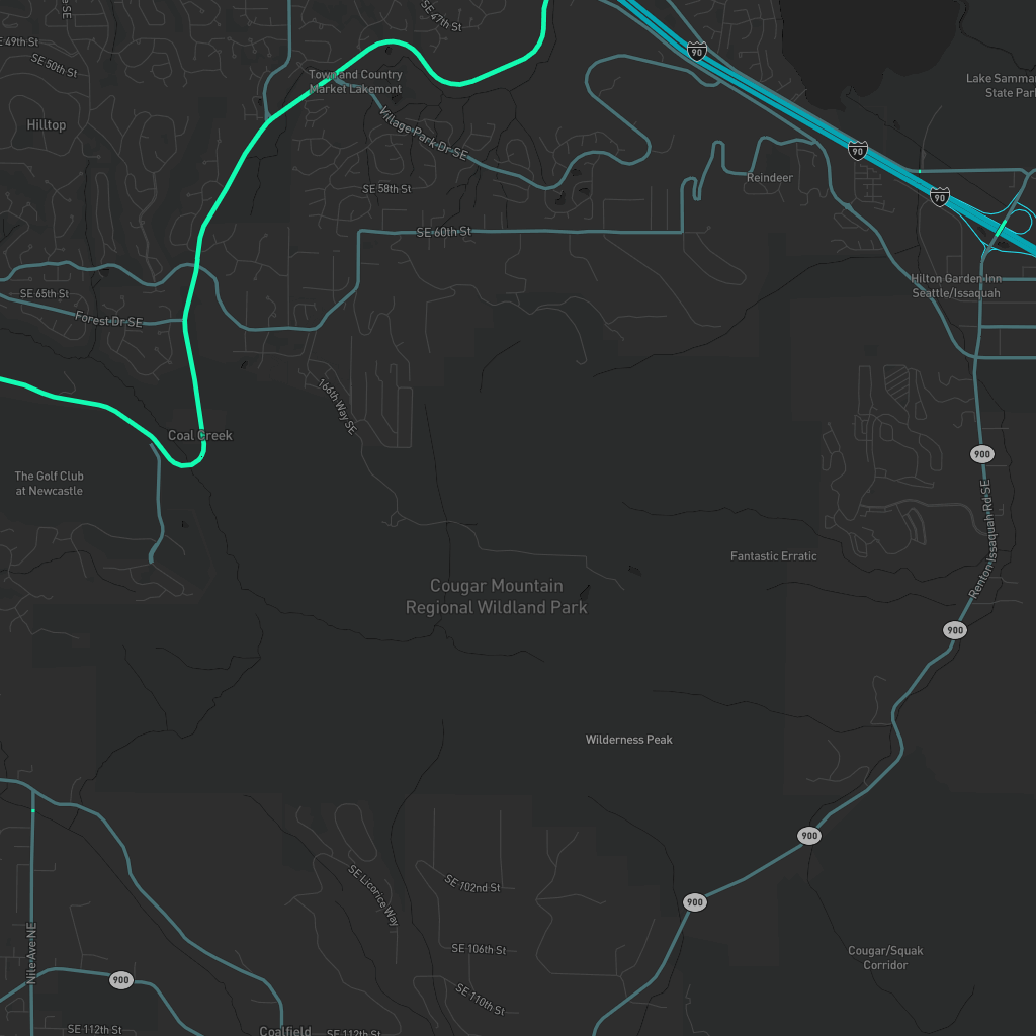 SE
SE 47th St
E 49th St
SE 50th St
90
Town and Country
Market Lakemont
Lake Samma
State Park
Hilltop
Village Park Dr SE
90
Reindeer
SE 58th St
90
SE 60th St
Hilton Garden Inn
Seattle/Issaquah
SE 65th St
Forest Dr SE
166th Way SE
Coal Creek
900
The Golf Club
at Newcastle
Renton Issaquah Rd SE
Fantastic Erratic
Cougar Mountain
Regional Wildland Park
900
Wilderness Peak
900
SE Licorice Way
SE 102nd St
900
Nile Ave NE
SE 106th St
Cougar/Squak
Corridor
900
SE 110th St
SE 112th St
Coalfield
SE 112th St